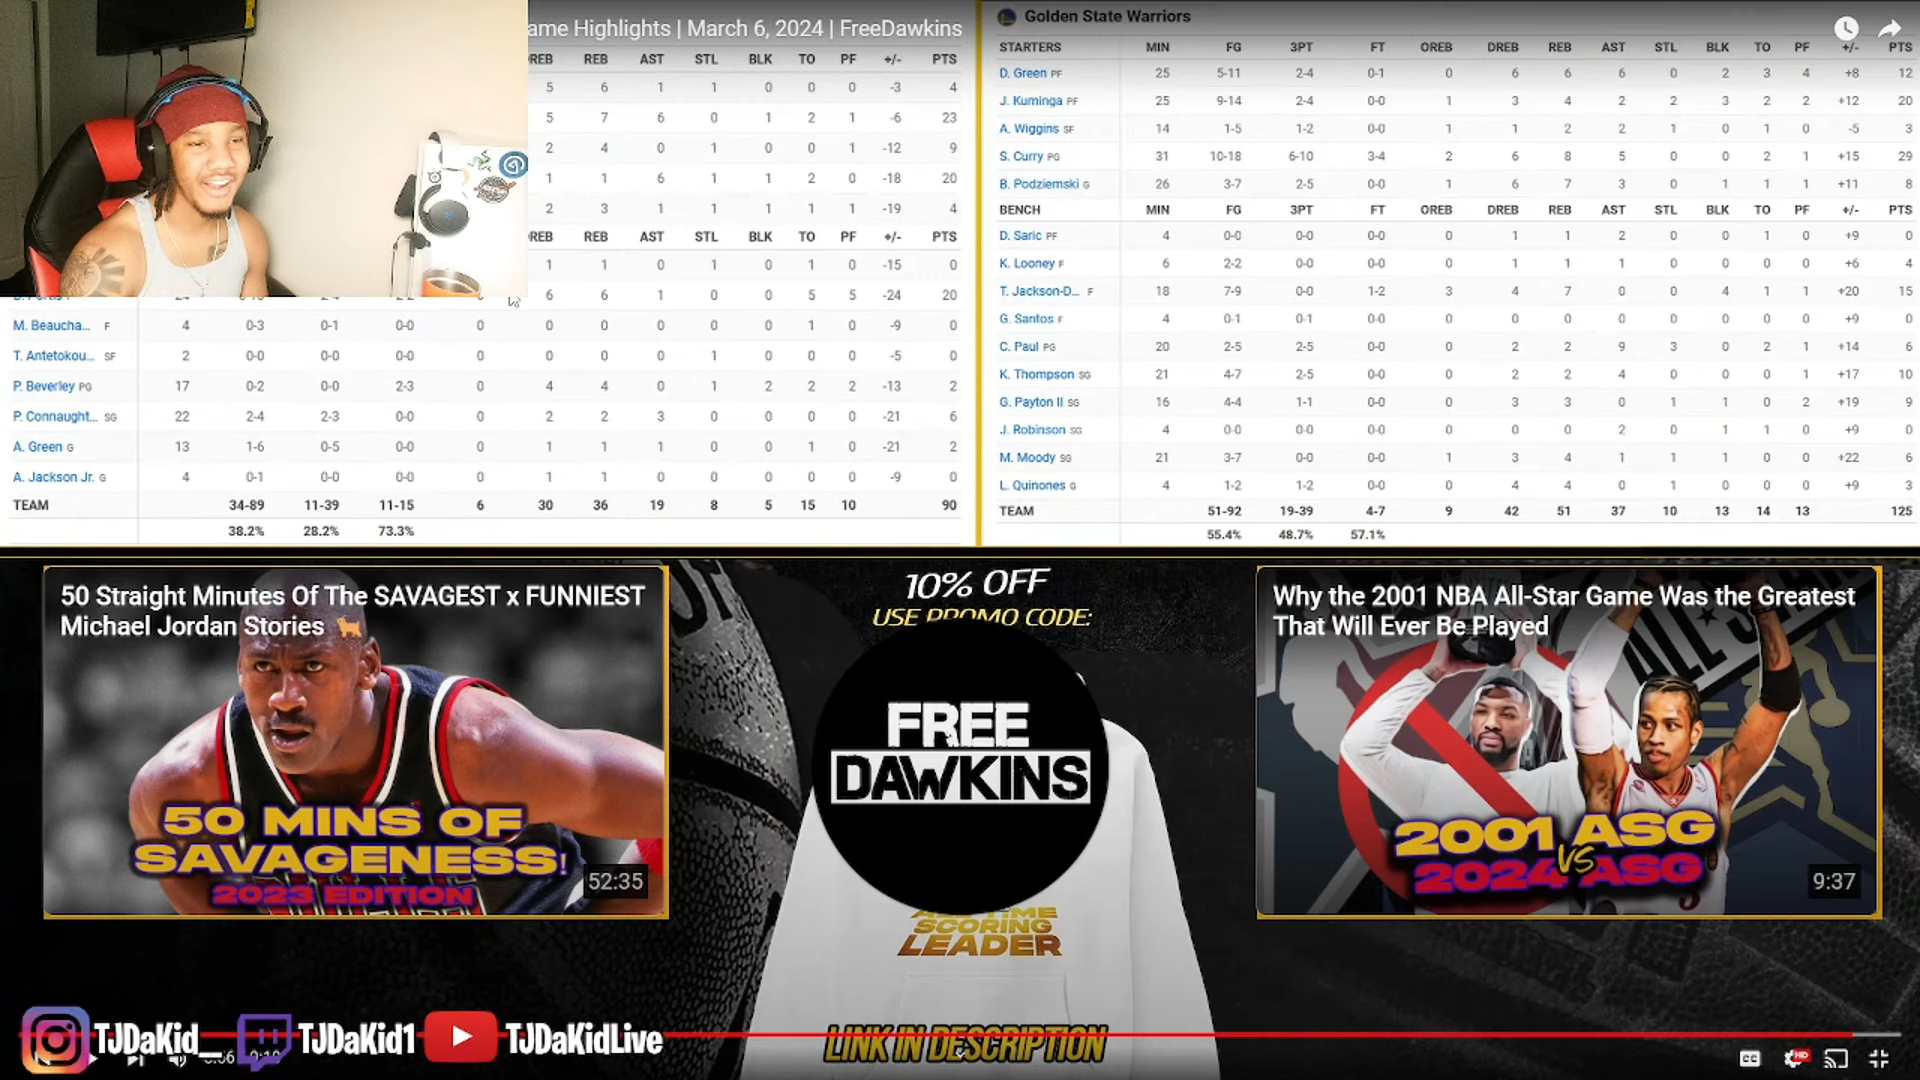 ame Highlights | March 6, 2024 | FreeDawkins
REB REB AST STL BLK TO PF +/- PTS
5 6 1 1 0 0 0 -3 4
5 7 6 0 1 2 1 -6 23
2 4 0 1 0 0 1 -12 9
1 1 6 1 1 2 0 -18 20
2 3 1 1 1 1 1 -19 4
REB REB AST STL BLK TO PF +/- PTS
1 1 0 1 0 1 0 -15 0
6 6 1 0 0 5 5 -24 20
M. Beaucha... F 4 0-3 0-1 0-0 0 0 0 0 0 0 1 0 -9 0
T. Antetokou... SF 2 0-0 0-0 0-0 0 0 0 0 1 0 0 0 -5 0
P. Beverley PG 17 0-2 0-0 2-3 0 4 4 0 1 2 2 2 -13 2
P. Connaught... SG 22 2-4 2-3 0-0 0 2 2 3 0 0 0 0 -21 6
A. Green G 13 1-6 0-5 0-0 0 1 1 1 0 0 1 0 -21 2
A. Jackson Jr. G 4 0-1 0-0 0-0 0 1 1 0 0 0 0 0 -9 0
TEAM 34-89 11-39 11-15 6 30 36 19 8 5 15 10 90
38.2% 28.2% 73.3%
Golden State Warriors
STARTERS MIN FG 3PT FT OREB DREB REB AST STL BLK TO PF +/- PTS
D. Green PF 25 5-11 2-4 0-1 0 6 6 6 0 2 3 4 +8 12
J. Kuminga PF 25 9-14 2-4 0-0 1 3 4 2 2 3 2 2 +12 20
A. Wiggins SF 14 1-5 1-2 0-0 1 1 2 2 1 0 1 0 -5 3
S. Curry PG 31 10-18 6-10 3-4 2 6 8 5 0 0 2 1 +15 29
B. Podziemski G 26 3-7 2-5 0-0 1 6 7 3 0 1 1 1 +11 8
BENCH MIN FG 3PT FT OREB DREB REB AST STL BLK TO PF +/- PTS
D. Saric PF 4 0-0 0-0 0-0 0 1 1 2 0 0 1 0 +9 0
K. Looney F 6 2-2 0-0 0-0 0 1 1 1 0 0 0 0 +6 4
T. Jackson-D... F 18 7-9 0-0 1-2 3 4 7 0 0 4 1 1 +20 15
G. Santos F 4 0-1 0-1 0-0 0 0 0 0 0 0 0 0 +9 0
C. Paul PG 20 2-5 2-5 0-0 0 2 2 9 3 0 2 1 +14 6
K. Thompson SG 21 4-7 2-5 0-0 0 2 2 4 0 0 0 1 +17 10
G. Payton II SG 16 4-4 1-1 0-0 0 3 3 0 1 1 0 2 +19 9
J. Robinson SG 4 0-0 0-0 0-0 0 0 0 2 0 1 1 0 +9 0
M. Moody SG 21 3-7 0-0 0-0 1 3 4 1 1 1 0 0 +22 6
L. Quinones G 4 1-2 1-2 0-0 0 4 4 0 1 0 0 0 +9 3
TEAM 51-92 19-39 4-7 9 42 51 37 10 13 14 13 125
55.4% 48.7% 57.1%
50 Straight Minutes Of The SAVAGEST x FUNNIEST
Michael Jordan Stories
50 MINS OF
SAVAGENESS!
2023 EDITION
52:35
10% OFF
USE PROMO CODE:
FREE
DAWKINS
SCORING
LEADER
LINK IN DESCRIPTION
Why the 2001 NBA All-Star Game Was the Greatest
That Will Ever Be Played
2001 ASG
VS
2024 ASG
9:37
TJDaKid_ TJDaKid1 TJDaKidLive
CC HD